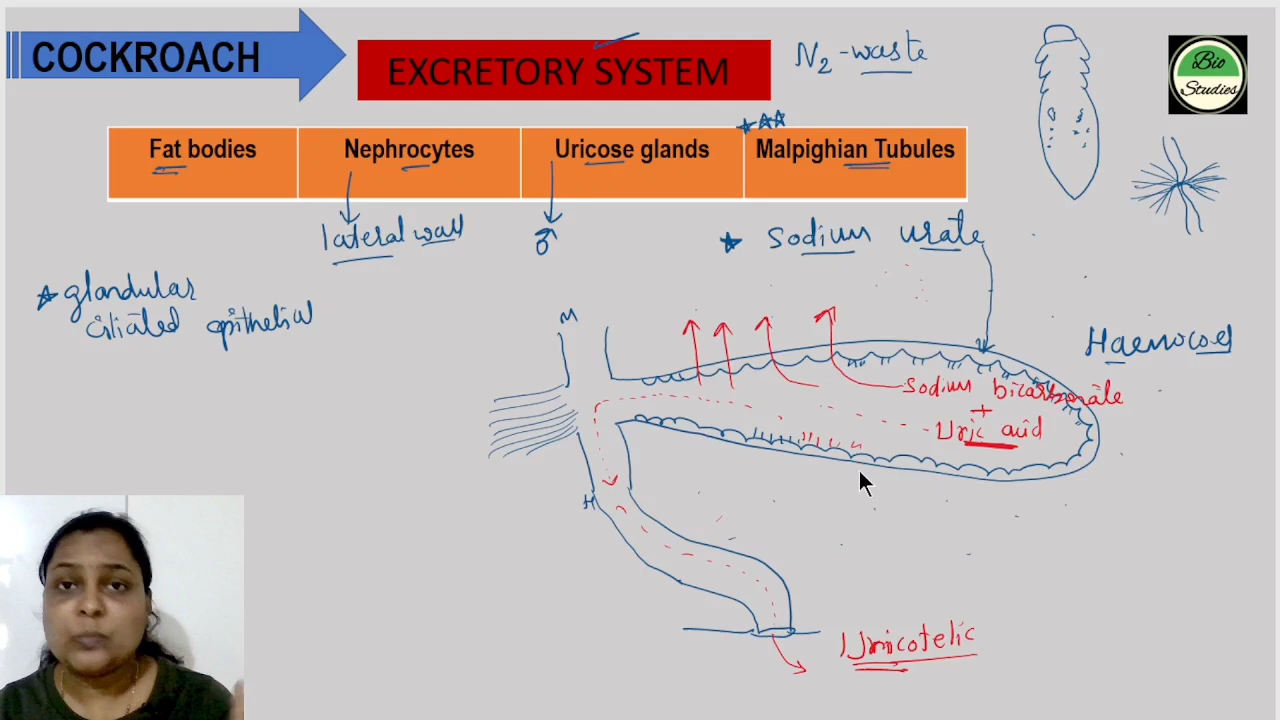 COCKROACH
EXCRETORY SYSTEM
N2-waste
Bio
Studies
Fat bodies
Nephrocytes
Uricose glands
Malpighian Tubules
lateral wall
♂
Sodium urate
glandular
ciliated epithelial
M
Haemocoel
Sodium bicarbonate
+
Uric acid
H
Uricotelic